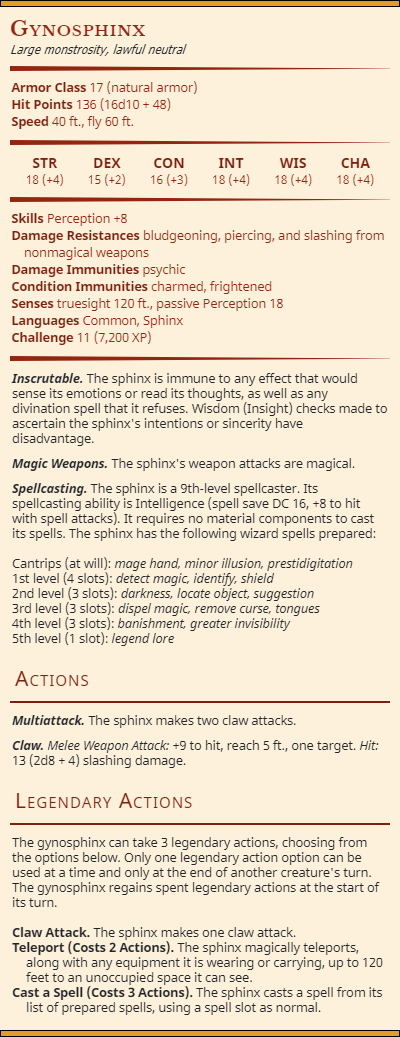 Gynosphinx
Large monstrosity, lawful neutral
Armor Class 17 (natural armor)
Hit Points 136 (16d10 + 48)
Speed 40 ft., fly 60 ft.
STR DEX CON INT WIS CHA
18 (+4) 15 (+2) 16 (+3) 18 (+4) 18 (+4) 18 (+4)
Skills Perception +8
Damage Resistances bludgeoning, piercing, and slashing from
nonmagical weapons
Damage Immunities psychic
Condition Immunities charmed, frightened
Senses truesight 120 ft., passive Perception 18
Languages Common, Sphinx
Challenge 11 (7,200 XP)
Inscrutable. The sphinx is immune to any effect that would
sense its emotions or read its thoughts, as well as any
divination spell that it refuses. Wisdom (Insight) checks made to
ascertain the sphinx's intentions or sincerity have
disadvantage.
Magic Weapons. The sphinx's weapon attacks are magical.
Spellcasting. The sphinx is a 9th-level spellcaster. Its
spellcasting ability is Intelligence (spell save DC 16, +8 to hit
with spell attacks). It requires no material components to cast
its spells. The sphinx has the following wizard spells prepared:
Cantrips (at will): mage hand, minor illusion, prestidigitation
1st level (4 slots): detect magic, identify, shield
2nd level (3 slots): darkness, locate object, suggestion
3rd level (3 slots): dispel magic, remove curse, tongues
4th level (3 slots): banishment, greater invisibility
5th level (1 slot): legend lore
Actions
Multiattack. The sphinx makes two claw attacks.
Claw. Melee Weapon Attack: +9 to hit, reach 5 ft., one target. Hit:
13 (2d8 + 4) slashing damage.
Legendary Actions
The gynosphinx can take 3 legendary actions, choosing from
the options below. Only one legendary action option can be
used at a time and only at the end of another creature's turn.
The gynosphinx regains spent legendary actions at the start of
its turn.
Claw Attack. The sphinx makes one claw attack.
Teleport (Costs 2 Actions). The sphinx magically teleports,
along with any equipment it is wearing or carrying, up to 120
feet to an unoccupied space it can see.
Cast a Spell (Costs 3 Actions). The sphinx casts a spell from its
list of prepared spells, using a spell slot as normal.